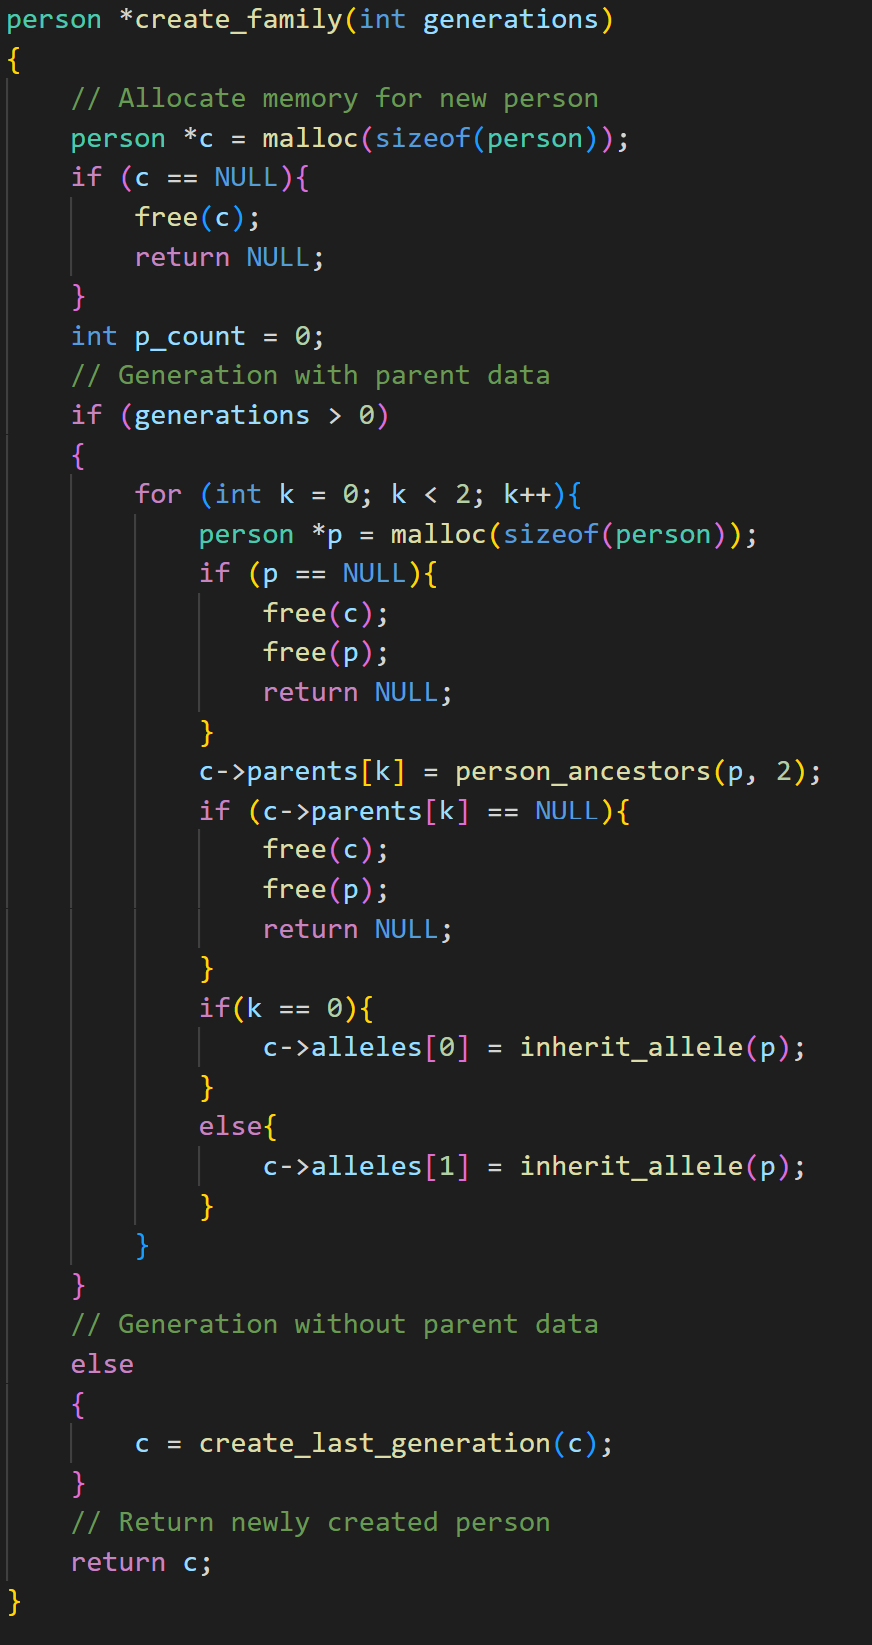 person *create_family(int generations)
{
    // Allocate memory for new person
    person *c = malloc(sizeof(person));
    if (c == NULL){
        free(c);
        return NULL;
    }
    int p_count = 0;
    // Generation with parent data
    if (generations > 0)
    {
        for (int k = 0; k < 2; k++){
            person *p = malloc(sizeof(person));
            if (p == NULL){
                free(c);
                free(p);
                return NULL;
            }
            c->parents[k] = person_ancestors(p, 2);
            if (c->parents[k] == NULL){
                free(c);
                free(p);
                return NULL;
            }
            if(k == 0){
                c->alleles[0] = inherit_allele(p);
            }
            else{
                c->alleles[1] = inherit_allele(p);
            }
        }
    }
    // Generation without parent data
    else
    {
        c = create_last_generation(c);
    }
    // Return newly created person
    return c;
}